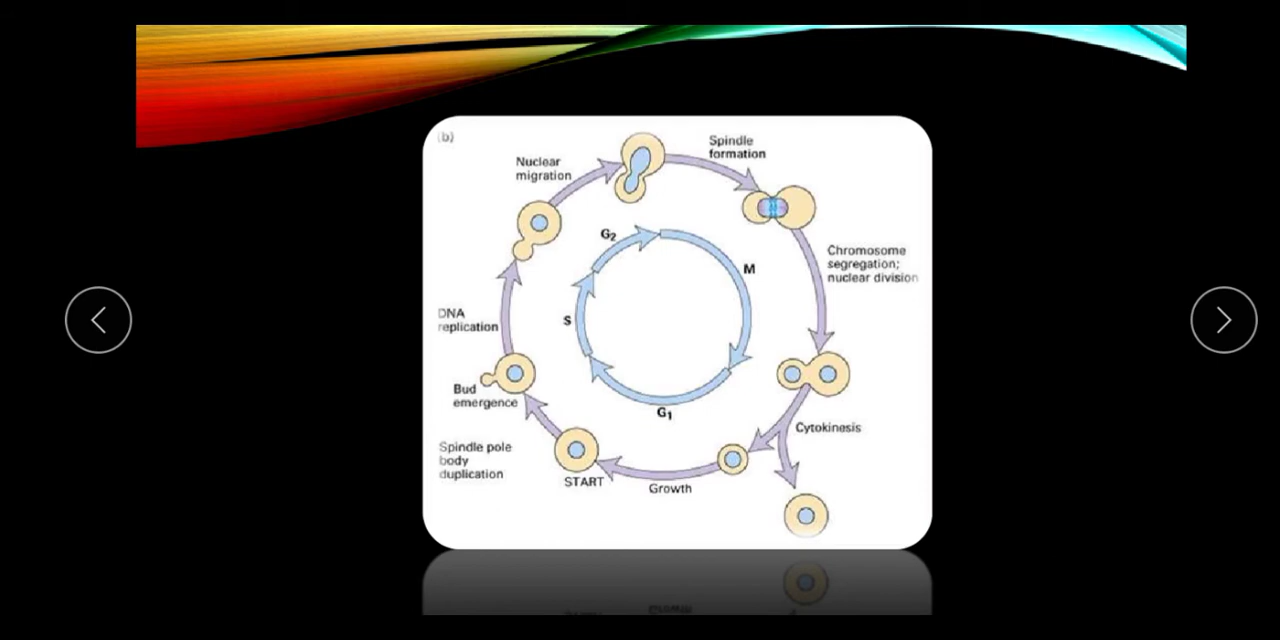 (b)
Nuclear
migration
Spindle
formation
G2
M
Chromosome
segregation;
nuclear division
DNA
replication
S
Bud
emergence
G1
Cytokinesis
Spindle pole
body
duplication
START
Growth